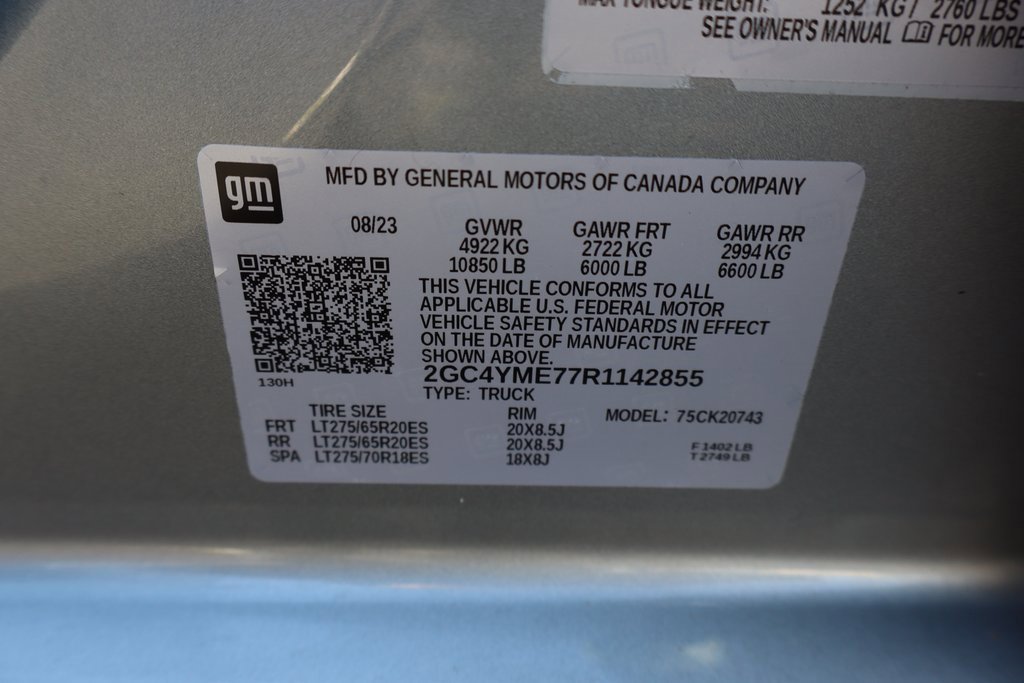 MAX TONGUE WEIGHT: 1252 KG / 2760 LBS
SEE OWNER'S MANUAL FOR MORE
gm
MFD BY GENERAL MOTORS OF CANADA COMPANY
08/23 GVWR GAWR FRT GAWR RR
4922 KG 2722 KG 2994 KG
10850 LB 6000 LB 6600 LB
THIS VEHICLE CONFORMS TO ALL
APPLICABLE U.S. FEDERAL MOTOR
VEHICLE SAFETY STANDARDS IN EFFECT
ON THE DATE OF MANUFACTURE
SHOWN ABOVE.
130H
2GC4YME77R1142855
TYPE: TRUCK
TIRE SIZE RIM MODEL: 75CK20743
FRT LT275/65R20ES 20X8.5J
RR LT275/65R20ES 20X8.5J
SPA LT275/70R18ES 18X8J
F 1402 LB
T 2749 LB